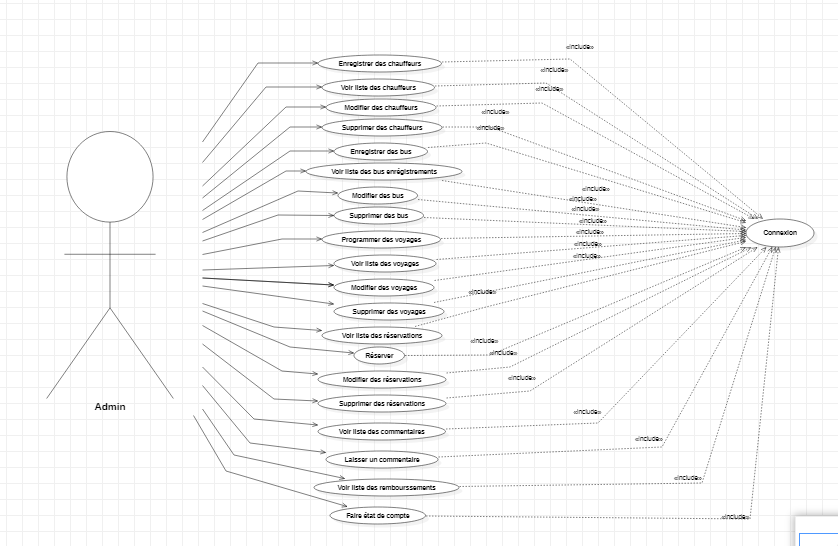 «include»
Enregistrer des chauffeurs
«include»
Voir liste des chauffeurs
«include»
Modifier des chauffeurs
«include»
Supprimer des chauffeurs
«include»
Enregistrer des bus
Voir liste des bus enrégistrements
«include»
Modifier des bus
«include»
«include»
Supprimer des bus
«include»
Connexion
«include»
Programmer des voyages
«include»
«include»
Voir liste des voyages
Modifier des voyages
«include»
Supprimer des voyages
Voir liste des réservations
«include»
Réserver
«include»
Modifier des réservations
«include»
Supprimer des réservations
Admin
«include»
Voir liste des commentaires
«include»
Laisser un commentaire
«include»
Voir liste des remboursements
Faire état de compte
«include»